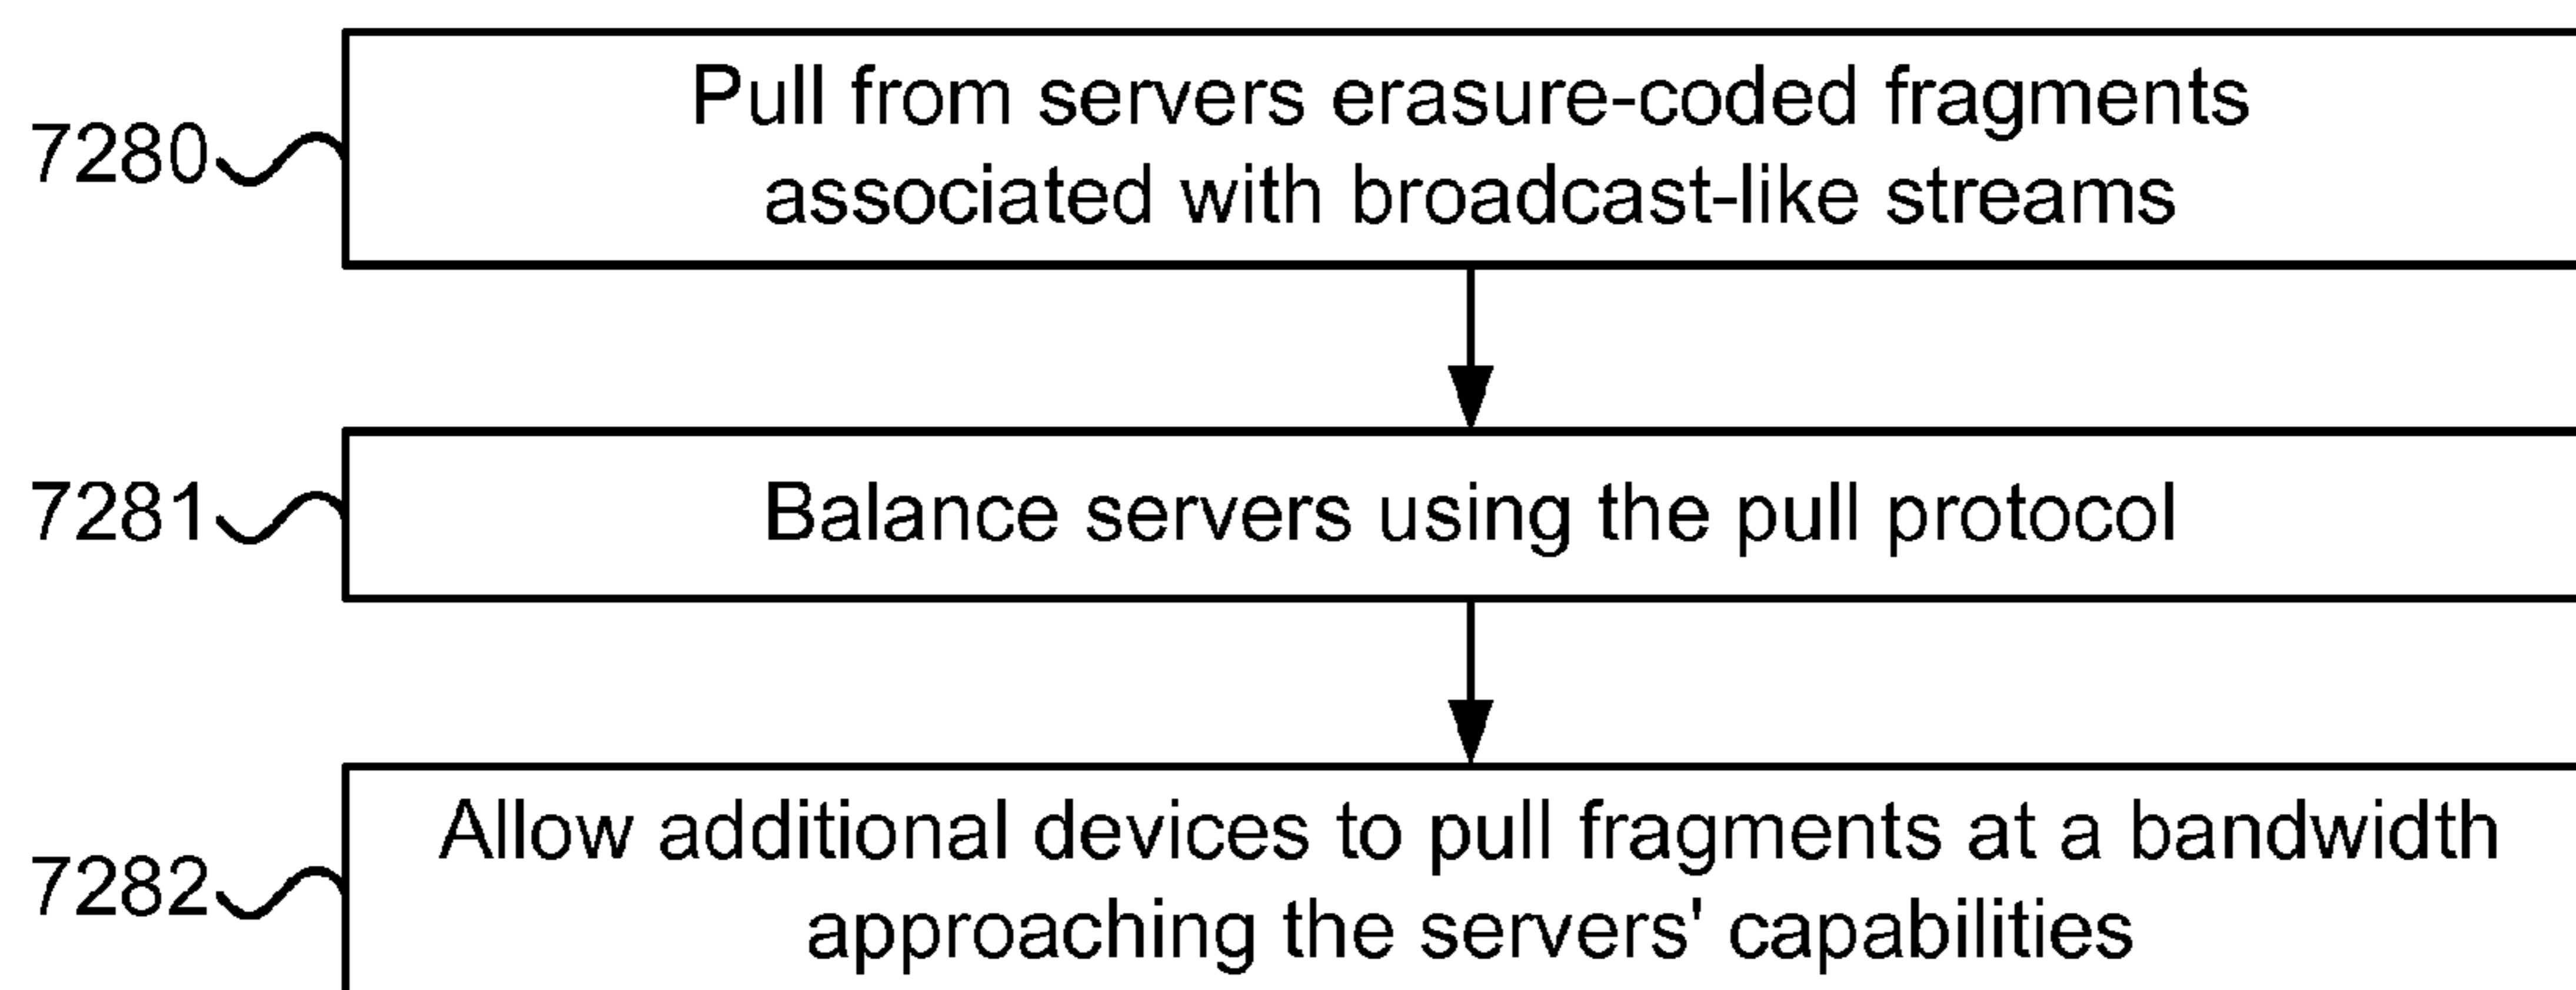 Pull from servers erasure-coded fragments
associated with broadcast-like streams
7280
Balance servers using the pull protocol
7281
Allow additional devices to pull fragments at a bandwidth
approaching the servers' capabilities
7282